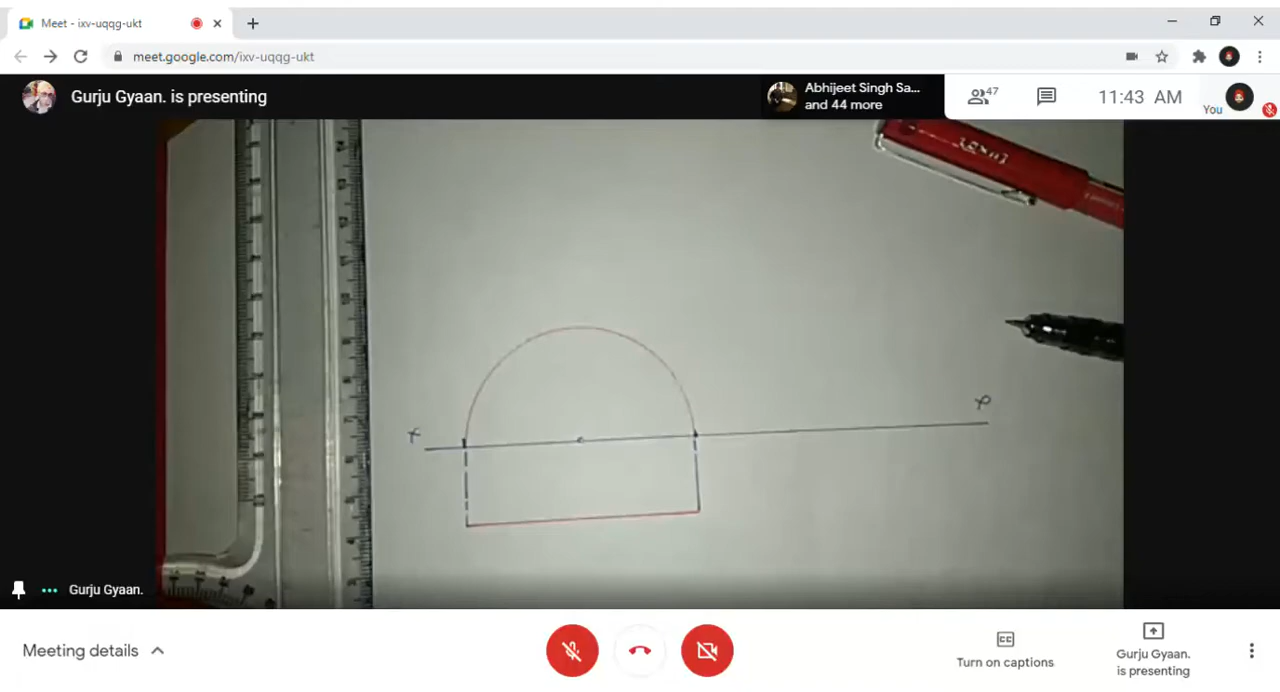 Meet - ixv-uqqg-ukt
meet.google.com/ixv-uqqg-ukt
Gurju Gyaan. is presenting
Abhijeet Singh Sa...
and 44 more
47
11:43 AM
You
Gurju Gyaan.
Meeting details
Turn on captions
Gurju Gyaan.
is presenting